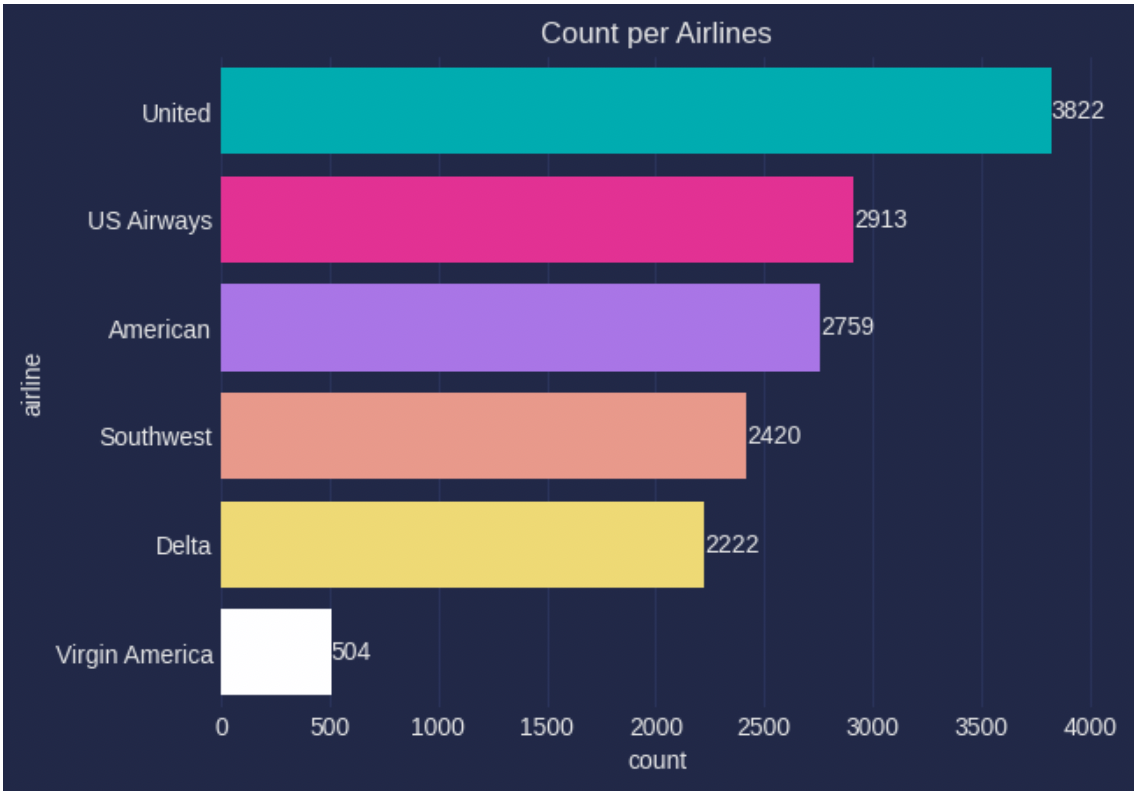 Count per Airlines
airline
United 3822
US Airways 2913
American 2759
Southwest 2420
Delta 2222
Virgin America 504
0 500 1000 1500 2000 2500 3000 3500 4000
count